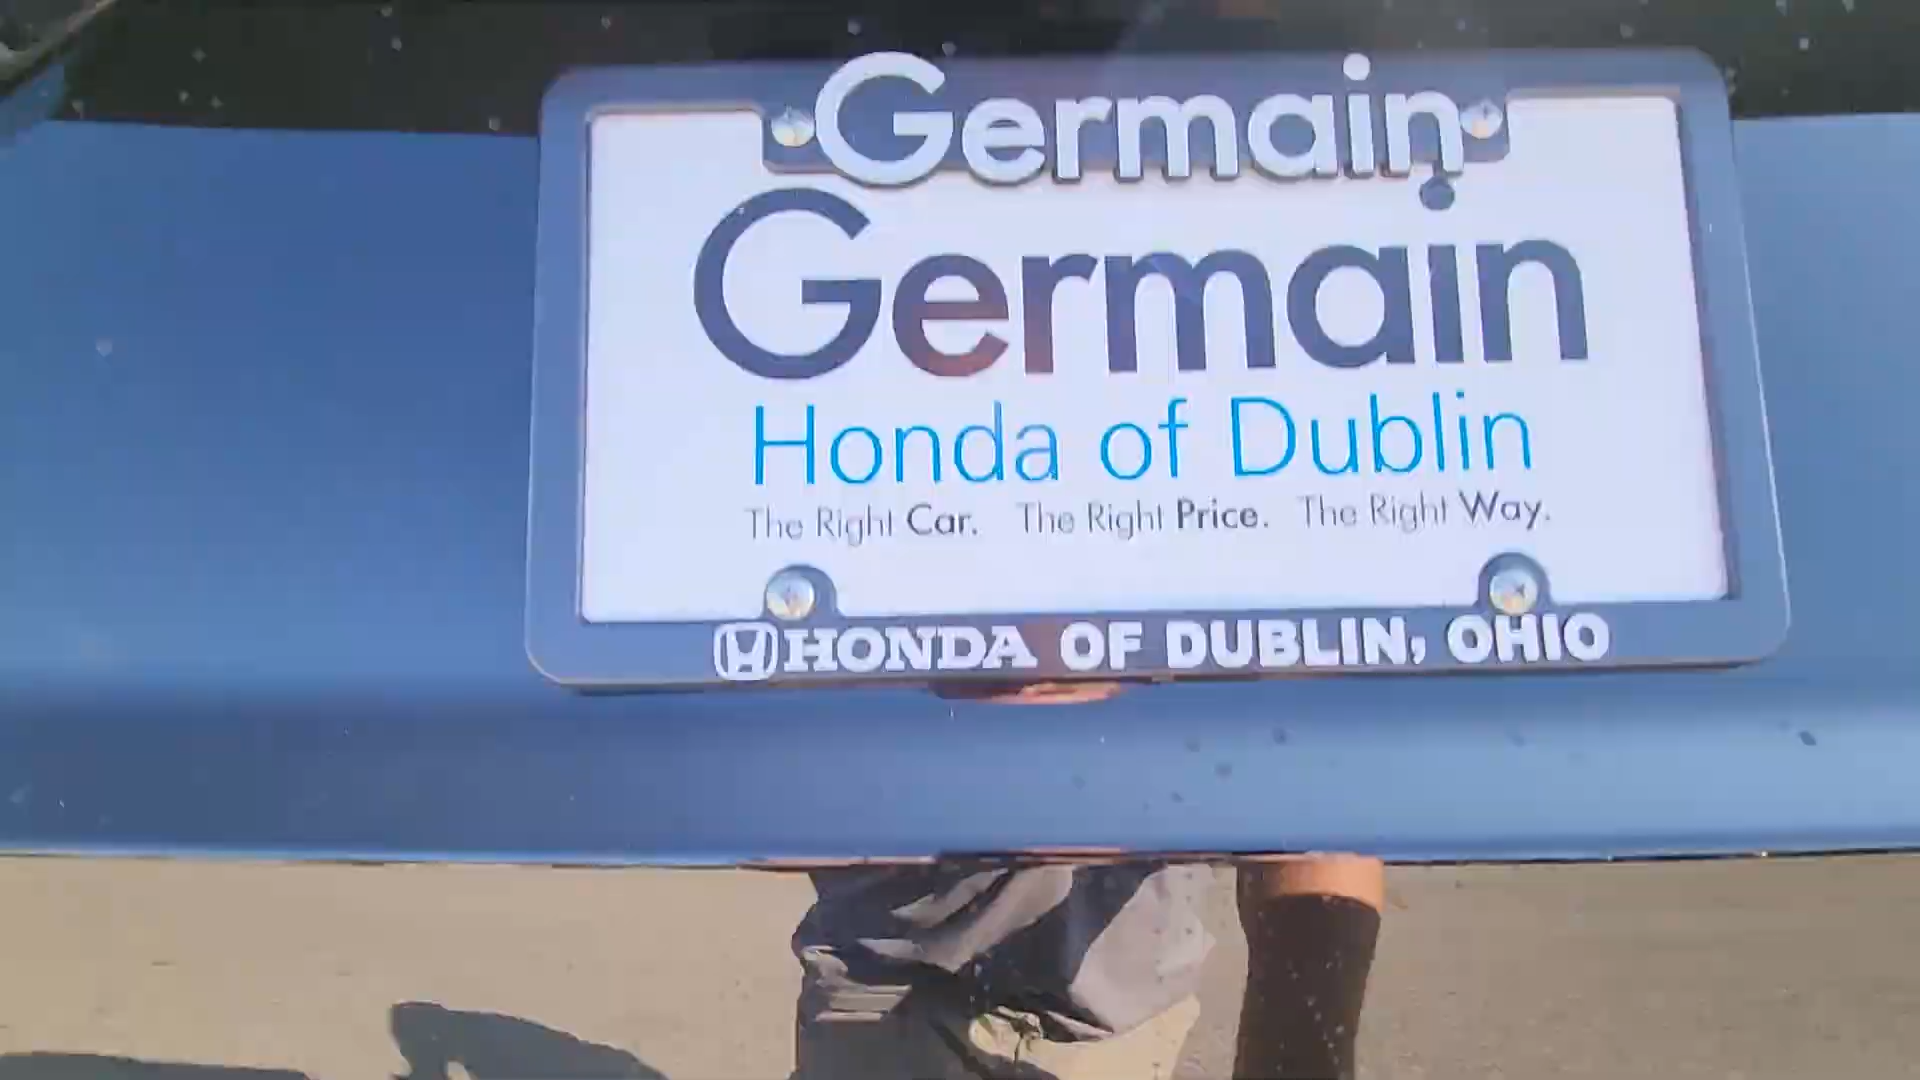 Germain
Germain
Honda of Dublin
The Right Car. The Right Price. The Right Way.
HONDA OF DUBLIN, OHIO